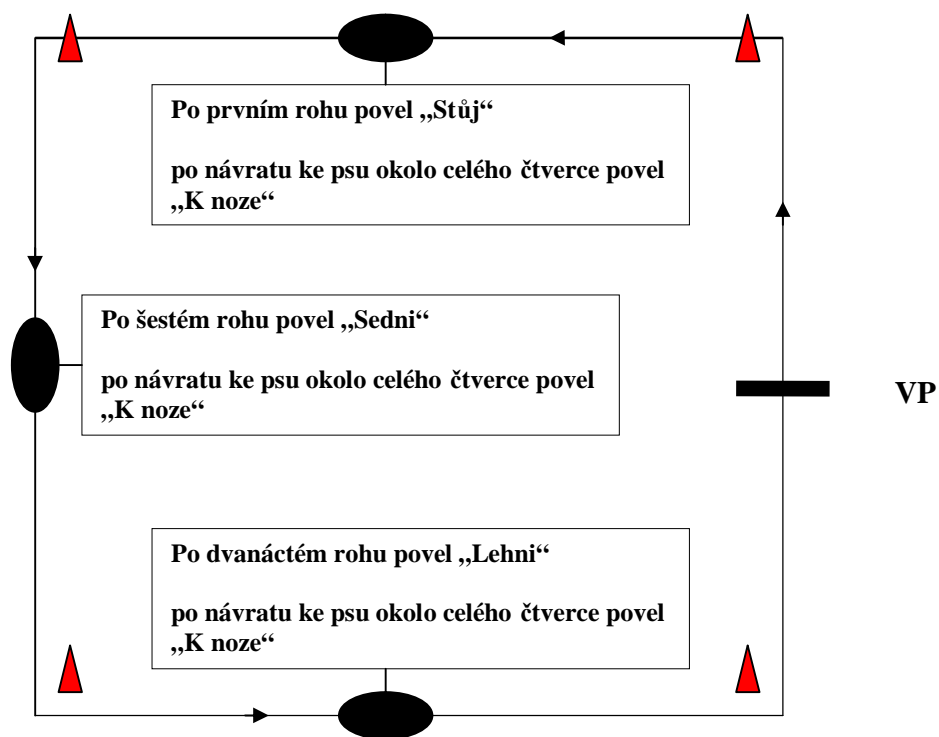 Po prvním rohu povel „Stůj“
po návratu ke psu okolo celého čtverce povel
„K noze“
Po šestém rohu povel „Sedni“
po návratu ke psu okolo celého čtverce povel
„K noze“
VP
Po dvanáctém rohu povel „Lehni“
po návratu ke psu okolo celého čtverce povel
„K noze“